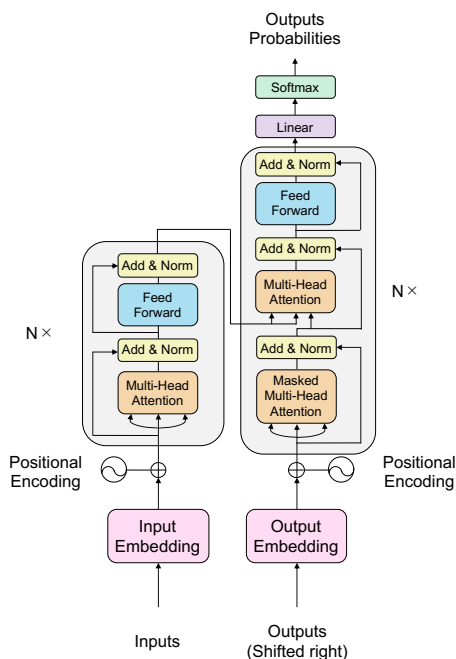 Outputs
Probabilities
Softmax
Linear
Add & Norm
Feed
Forward
Add & Norm
Multi-Head
Attention
N×
Add & Norm
Masked
Multi-Head
Attention
Add & Norm
Feed
Forward
N×
Add & Norm
Multi-Head
Attention
Positional
Encoding
Positional
Encoding
Input
Embedding
Output
Embedding
Inputs
Outputs
(Shifted right)